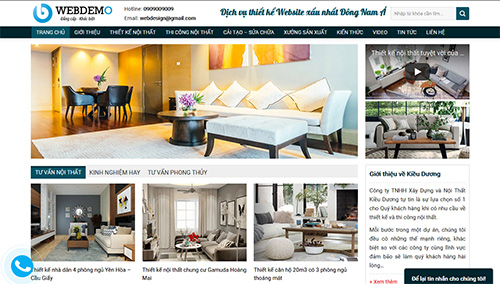 WEBDEMO
Đẳng cấp - Khác biệt
Hotline: 0909009009
Email: webdesign@gmail.com
Dịch vụ thiết kế Website xấu nhất Đông Nam Á
Nhập từ khóa cần tìm...
TRANG CHỦ GIỚI THIỆU THIẾT KẾ NỘI THẤT THI CÔNG NỘI THẤT CẢI TẠO – SỬA CHỮA XƯỞNG SẢN XUẤT KIẾN THỨC VIDEO TIN TỨC LIÊN HỆ
Thiết kế nội thất tuyệt vời của ...
TƯ VẤN NỘI THẤT KINH NGHIỆM HAY TƯ VẤN PHONG THỦY
Thiết kế nhà dân 4 phòng ngủ Yên Hòa –
Cầu Giấy
Thiết kế nội thất chung cư Gamuda Hoàng
Mai
Thiết kế căn hộ 20m3 có 3 phòng ngủ
thoáng mát
Giới thiệu về Kiều Dương
Công ty TNHH Xây Dựng và Nội Thất
Kiều Dương tự tin là sự lựa chọn số 1
cho Quý khách hàng khi có nhu cầu về
thiết kế và thi công nội thất.
Mỗi bước trong một dự án, chúng tôi
đều có những thế mạnh riêng, khác
biệt so với các công ty cùng lĩnh vực
đảm bảo sẽ làm quý khách hàng hài
lòng...
+ Xem thêm
Để lại tin nhắn cho chúng tôi!